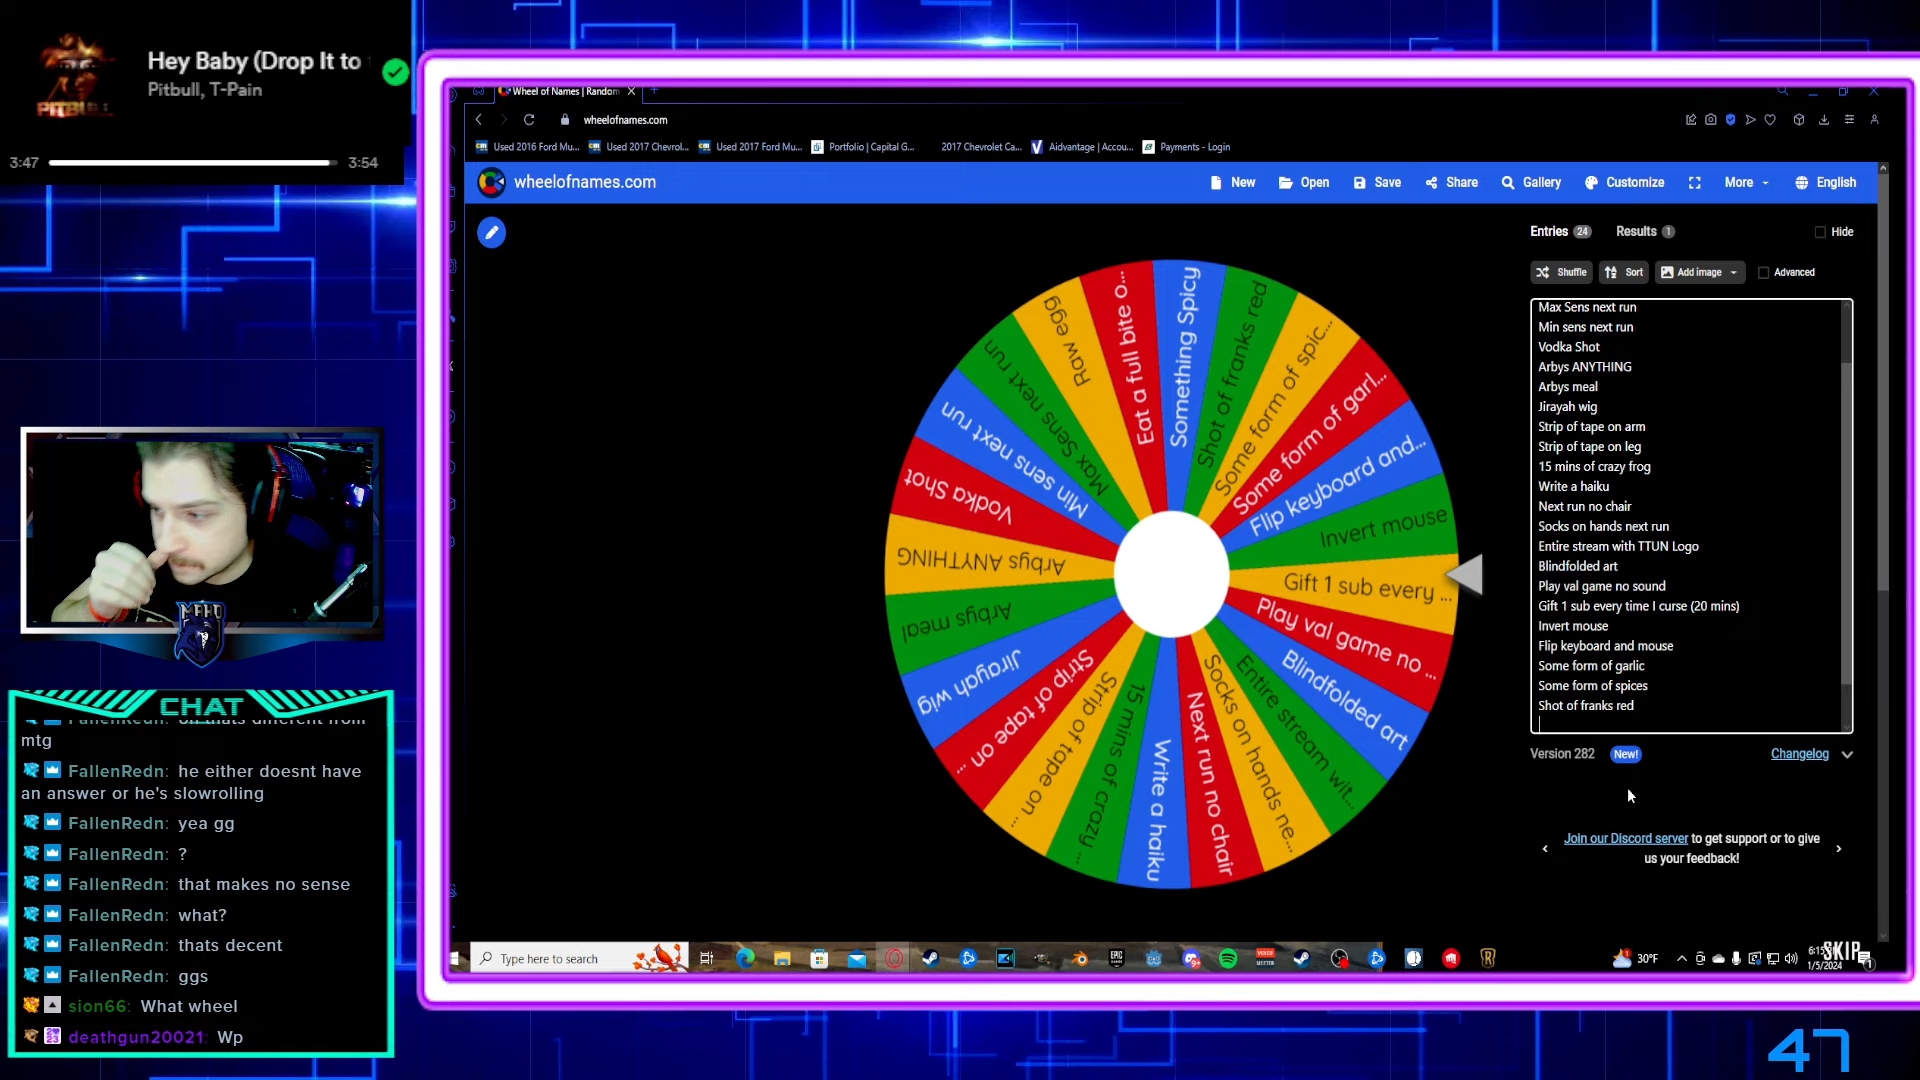 Hey Baby (Drop It to
Pitbull, T-Pain
PITBULL
3:47
3:54
Wheel of Names | Random
wheelofnames.com
Used 2016 Ford Mu...
Used 2017 Chevrol...
Used 2017 Ford Mu...
Portfolio | Capital G...
2017 Chevrolet Ca...
Aidvantage | Accou...
Payments - Login
wheelofnames.com
New
Open
Save
Share
Gallery
Customize
More
English
Entries 24
Results 1
Hide
Shuffle
Sort
Add image
Advanced
Max Sens next run
Min sens next run
Vodka Shot
Arbys ANYTHING
Arbys meal
Jirayah wig
Strip of tape on arm
Strip of tape on leg
15 mins of crazy frog
Write a haiku
Next run no chair
Socks on hands next run
Entire stream with TTUN Logo
Blindfolded art
Play val game no sound
Gift 1 sub every time I curse (20 mins)
Invert mouse
Flip keyboard and mouse
Some form of garlic
Some form of spices
Shot of franks red
Version 282
New!
Changelog
Join our Discord server to get support or to give
us your feedback!
Something Spicy
Shot of franks red
Some form of spic...
Some form of garl...
Flip keyboard and...
Invert mouse
Gift 1 sub every ...
Play val game no ...
Blindfolded art
Entire stream wit...
Socks on hands ne...
Next run no chair
Write a haiku
15 mins of crazy ...
Strip of tape on ...
Strip of tape on ...
Jirayah wig
Arbys meal
Arbys ANYTHING
Vodka Shot
Min sens next run
Max Sens next run
Raw egg
Eat a full bite o...
CHAT
mtg
FallenRedn: he either doesnt have
an answer or he's slowrolling
FallenRedn: yea gg
FallenRedn: ?
FallenRedn: that makes no sense
FallenRedn: what?
FallenRedn: thats decent
FallenRedn: ggs
sion66: What wheel
deathgun20021: Wp
Type here to search
30°F
1/5/2024
SKIP
47